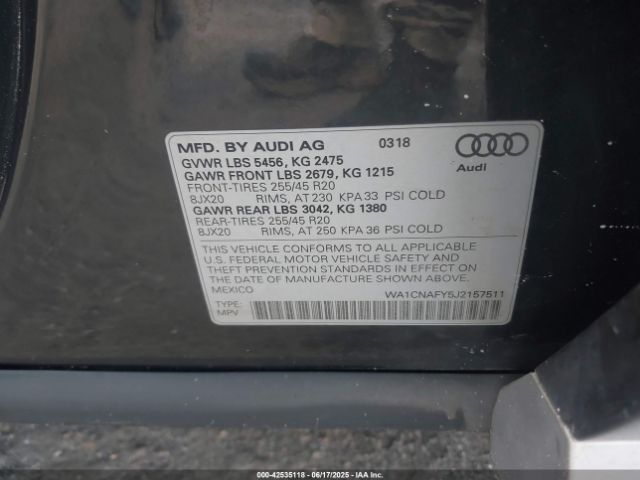 MFD. BY AUDI AG 0318
GVWR LBS 5456, KG 2475
GAWR FRONT LBS 2679, KG 1215
FRONT-TIRES 255/45 R20
8JX20 RIMS, AT 230 KPA 33 PSI COLD
GAWR REAR LBS 3042, KG 1380
REAR-TIRES 255/45 R20
8JX20 RIMS, AT 250 KPA 36 PSI COLD
Audi
THIS VEHICLE CONFORMS TO ALL APPLICABLE
U.S. FEDERAL MOTOR VEHICLE SAFETY AND
THEFT PREVENTION STANDARDS IN EFFECT ON
THE DATE OF MANUFACTURE SHOWN ABOVE.
MEXICO
WA1CNAFY5J2157511
TYPE:
MPV
00-42535118 | 06/17/2025 | © IAA Inc.